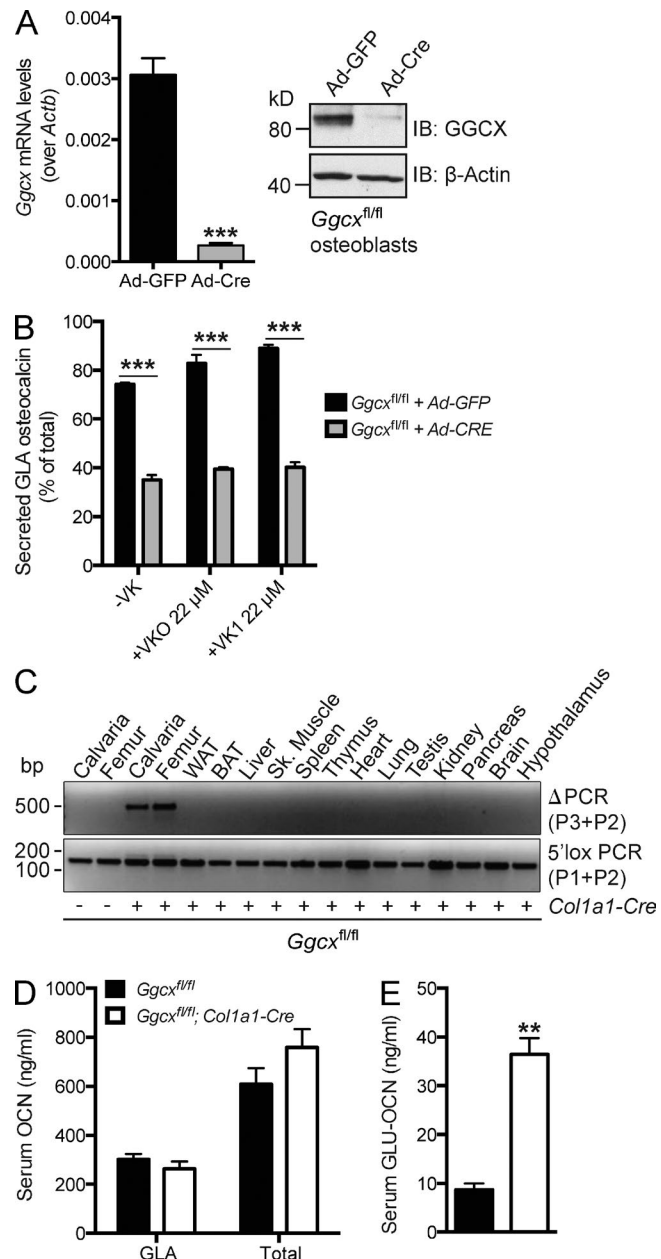 A
Ggcx mRNA levels
(over Actb)
0.004
0.003
0.002
0.001
0.000
***
Ad-GFP Ad-Cre
Ad-GFP
Ad-Cre
kD
80
40
IB: GGCX
IB: β-Actin
Ggcx^fl/fl
osteoblasts
B
Secreted GLA osteocalcin
(% of total)
100
80
60
40
20
0
***
***
***
-VK
+VKO 22 µM
+VK1 22 µM
Ggcx^fl/fl + Ad-GFP
Ggcx^fl/fl + Ad-CRE
C
Calvaria
Femur
Calvaria
Femur
WAT
BAT
Liver
Sk. Muscle
Spleen
Thymus
Heart
Lung
Testis
Kidney
Pancreas
Brain
Hypothalamus
bp
500
200
100
Δ PCR
(P3+P2)
5'lox PCR
(P1+P2)
- - + + + + + + + + + + + + + + + Col1a1-Cre
Ggcx^fl/fl
D
Serum OCN (ng/ml)
1000
800
600
400
200
0
Ggcx^fl/fl
Ggcx^fl/fl; Col1a1-Cre
GLA Total
E
Serum GLU-OCN (ng/ml)
50
40
30
20
10
0
**